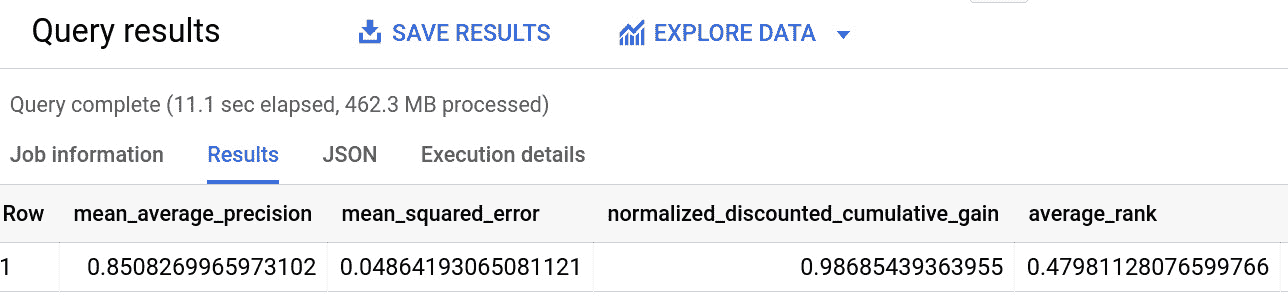 Query results SAVE RESULTS EXPLORE DATA
Query complete (11.1 sec elapsed, 462.3 MB processed)
Job information Results JSON Execution details
Row mean_average_precision mean_squared_error normalized_discounted_cumulative_gain average_rank
1 0.8508269965973102 0.04864193065081121 0.98685439363955 0.47981128076599766